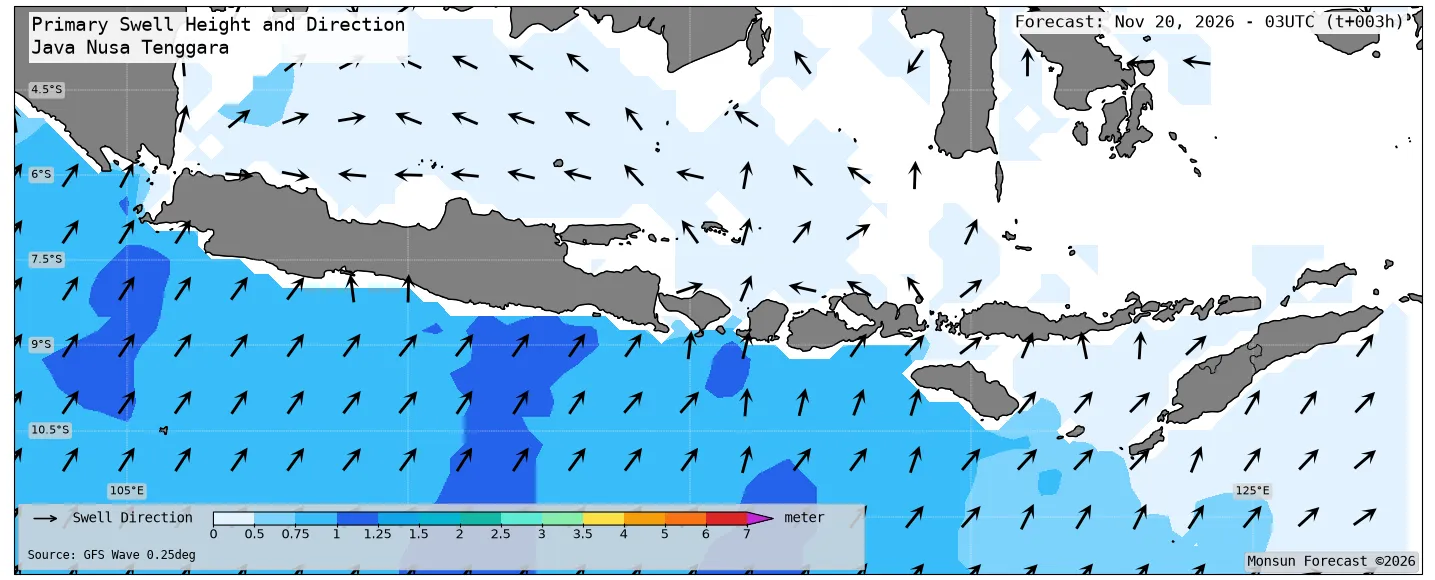 Primary Swell Height and Direction
Java Nusa Tenggara
Forecast: Nov 20, 2026 - 03UTC (t+003h)
4.5°S
6°S
7.5°S
9°S
10.5°S
105°E
125°E
Swell Direction
meter
0 0.5 0.75 1 1.25 1.5 2 2.5 3 3.5 4 5 6 7
Source: GFS Wave 0.25deg
Monsun Forecast ©2026